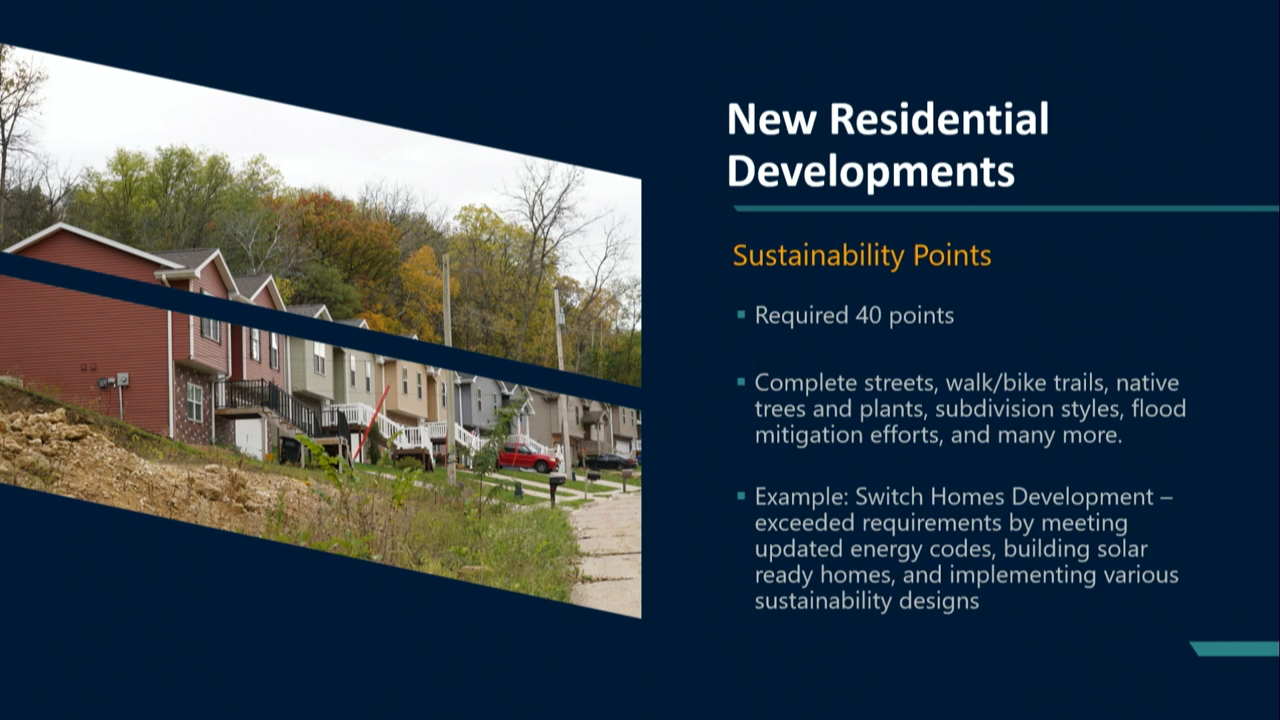 New Residential
Developments
Sustainability Points
Required 40 points
Complete streets, walk/bike trails, native
trees and plants, subdivision styles, flood
mitigation efforts, and many more.
Example: Switch Homes Development –
exceeded requirements by meeting
updated energy codes, building solar
ready homes, and implementing various
sustainability designs